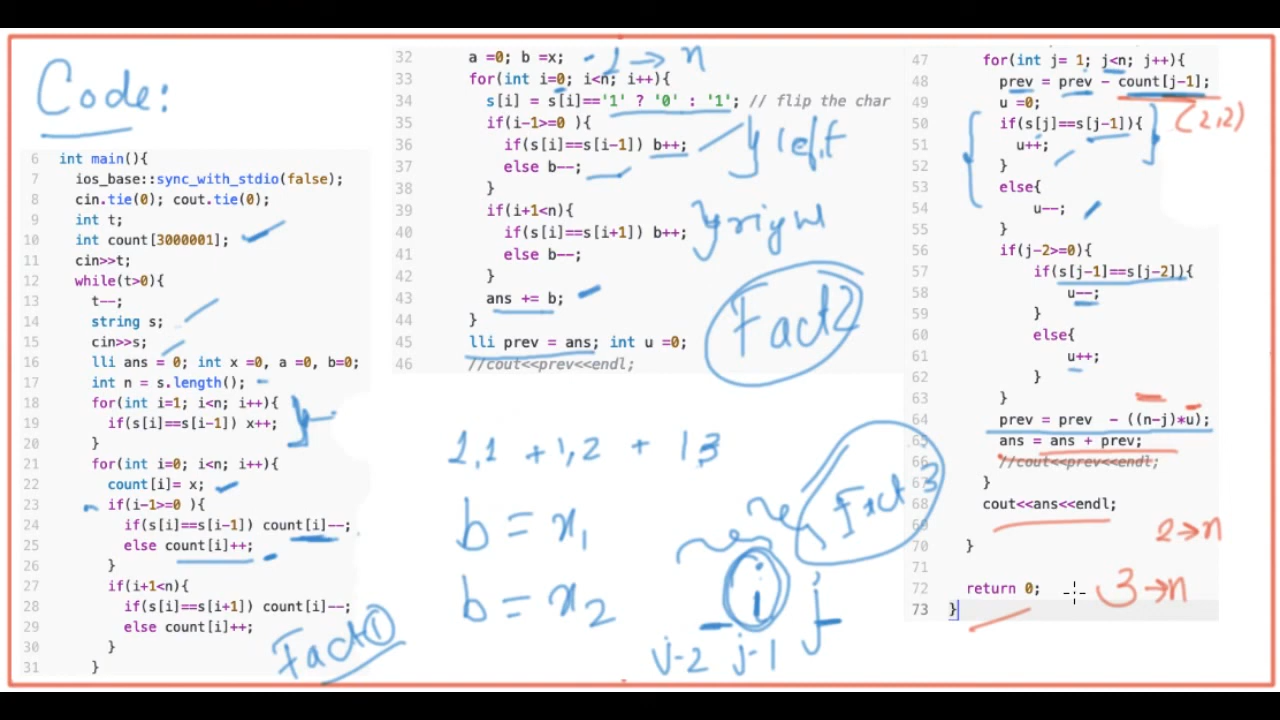 Code:
6 int main(){
7 ios_base::sync_with_stdio(false);
8 cin.tie(0); cout.tie(0);
9 int t;
10 int count[3000001];
11 cin>>t;
12 while(t>0){
13 t--;
14 string s;
15 cin>>s;
16 lli ans = 0; int x =0, a =0, b=0;
17 int n = s.length();
18 for(int i=1; i<n; i++){
19 if(s[i]==s[i-1]) x++;
20 }
21 for(int i=0; i<n; i++){
22 count[i]= x;
23 if(i-1>=0 ){
24 if(s[i]==s[i-1]) count[i]--;
25 else count[i]++;
26 }
27 if(i+1<n){
28 if(s[i]==s[i+1]) count[i]--;
29 else count[i]++;
30 }
31 }
Fact①
32 a =0; b =x; - 1 → n
33 for(int i=0; i<n; i++){
34 s[i] = s[i]=='1' ? '0' : '1'; // flip the char
35 if(i-1>=0 ){
36 if(s[i]==s[i-1]) b++;
37 else b--;
38 }
left
39 if(i+1<n){
40 if(s[i]==s[i+1]) b++;
41 else b--;
42 }
right
43 ans += b;
44 }
45 lli prev = ans; int u =0;
46 //cout<<prev<<endl;
Fact2
1,1 + 1,2 + 1,3
b = x1
b = x2
Fact 3
i j
j-2 j-1
47 for(int j= 1; j<n; j++){
48 prev = prev - count[j-1];
49 u =0;
(2,2)
50 if(s[j]==s[j-1]){
51 u++;
52 }
53 else{
54 u--;
55 }
56 if(j-2>=0){
57 if(s[j-1]==s[j-2]){
58 u--;
59 }
60 else{
61 u++;
62 }
63 }
64 prev = prev - ((n-j)*u);
65 ans = ans + prev;
66 //cout<<prev<<endl;
67 }
68 cout<<ans<<endl;
69
2→n
70 }
71
72 return 0;
3→n
73 }